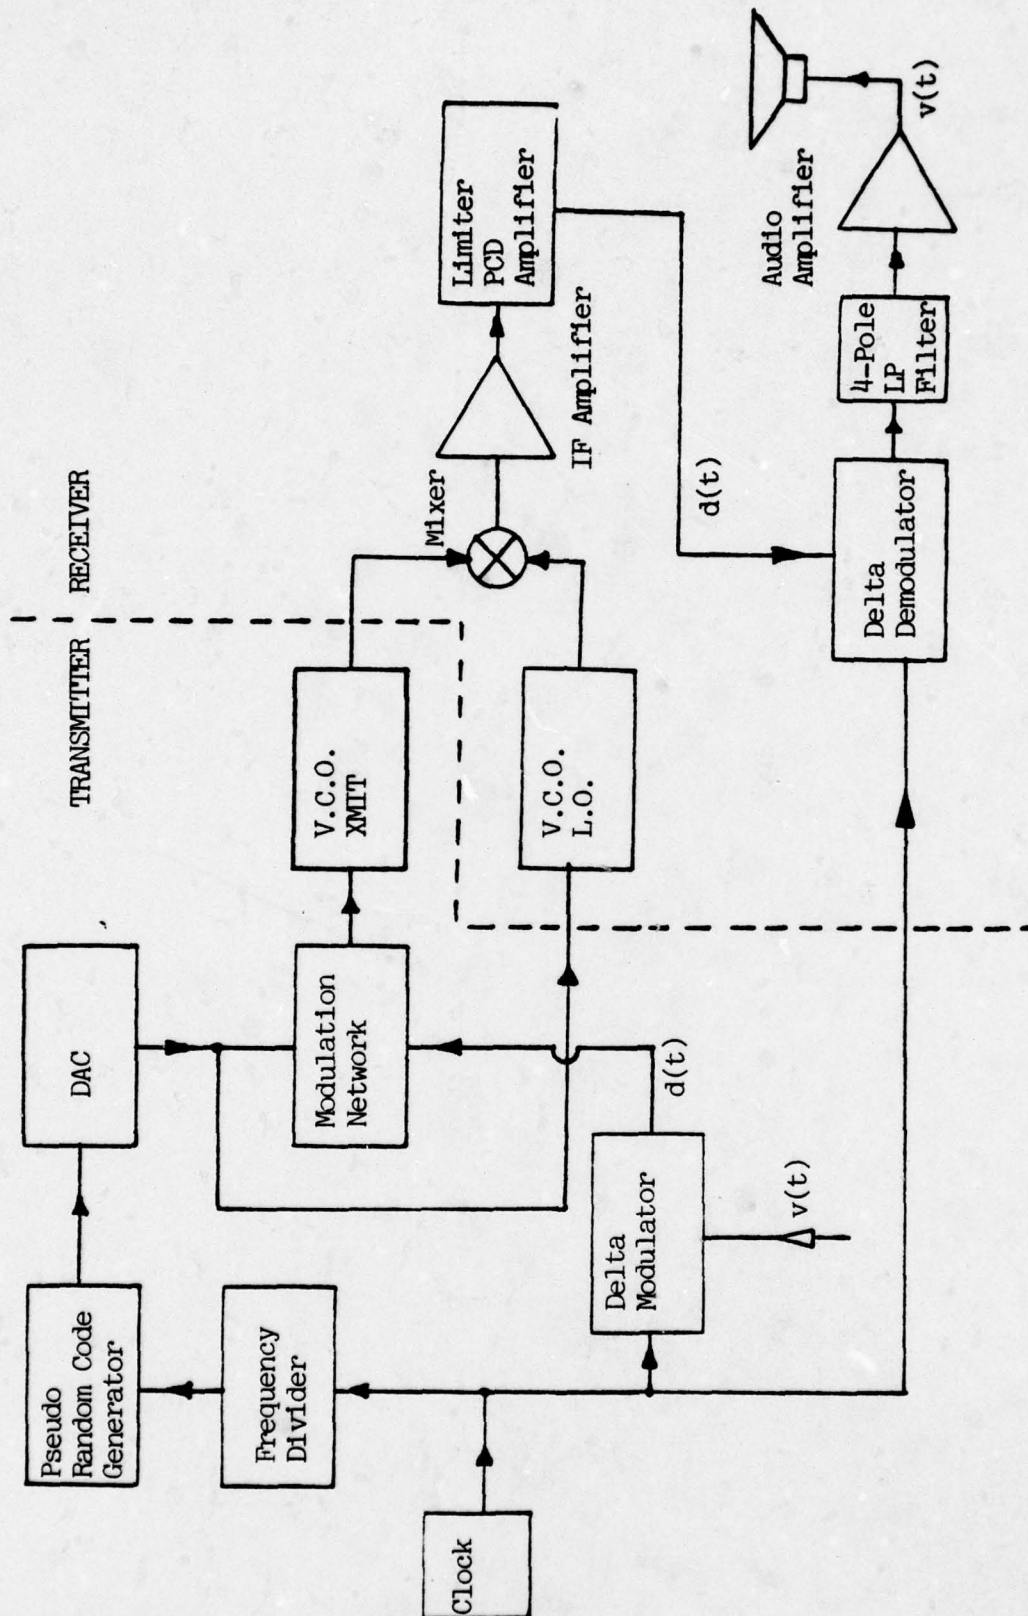 TRANSMITTER
RECEIVER
Pseudo
Random Code
Generator
DAC
Frequency
Divider
Modulation
Network
V.C.O.
XMIT
Mixer
Limiter
PCD
Amplifier
IF Amplifier
Clock
V.C.O.
L.O.
Delta
Modulator
d(t)
v(t)
d(t)
Delta
Demodulator
4-Pole
LP
Filter
Audio
Amplifier
v(t)